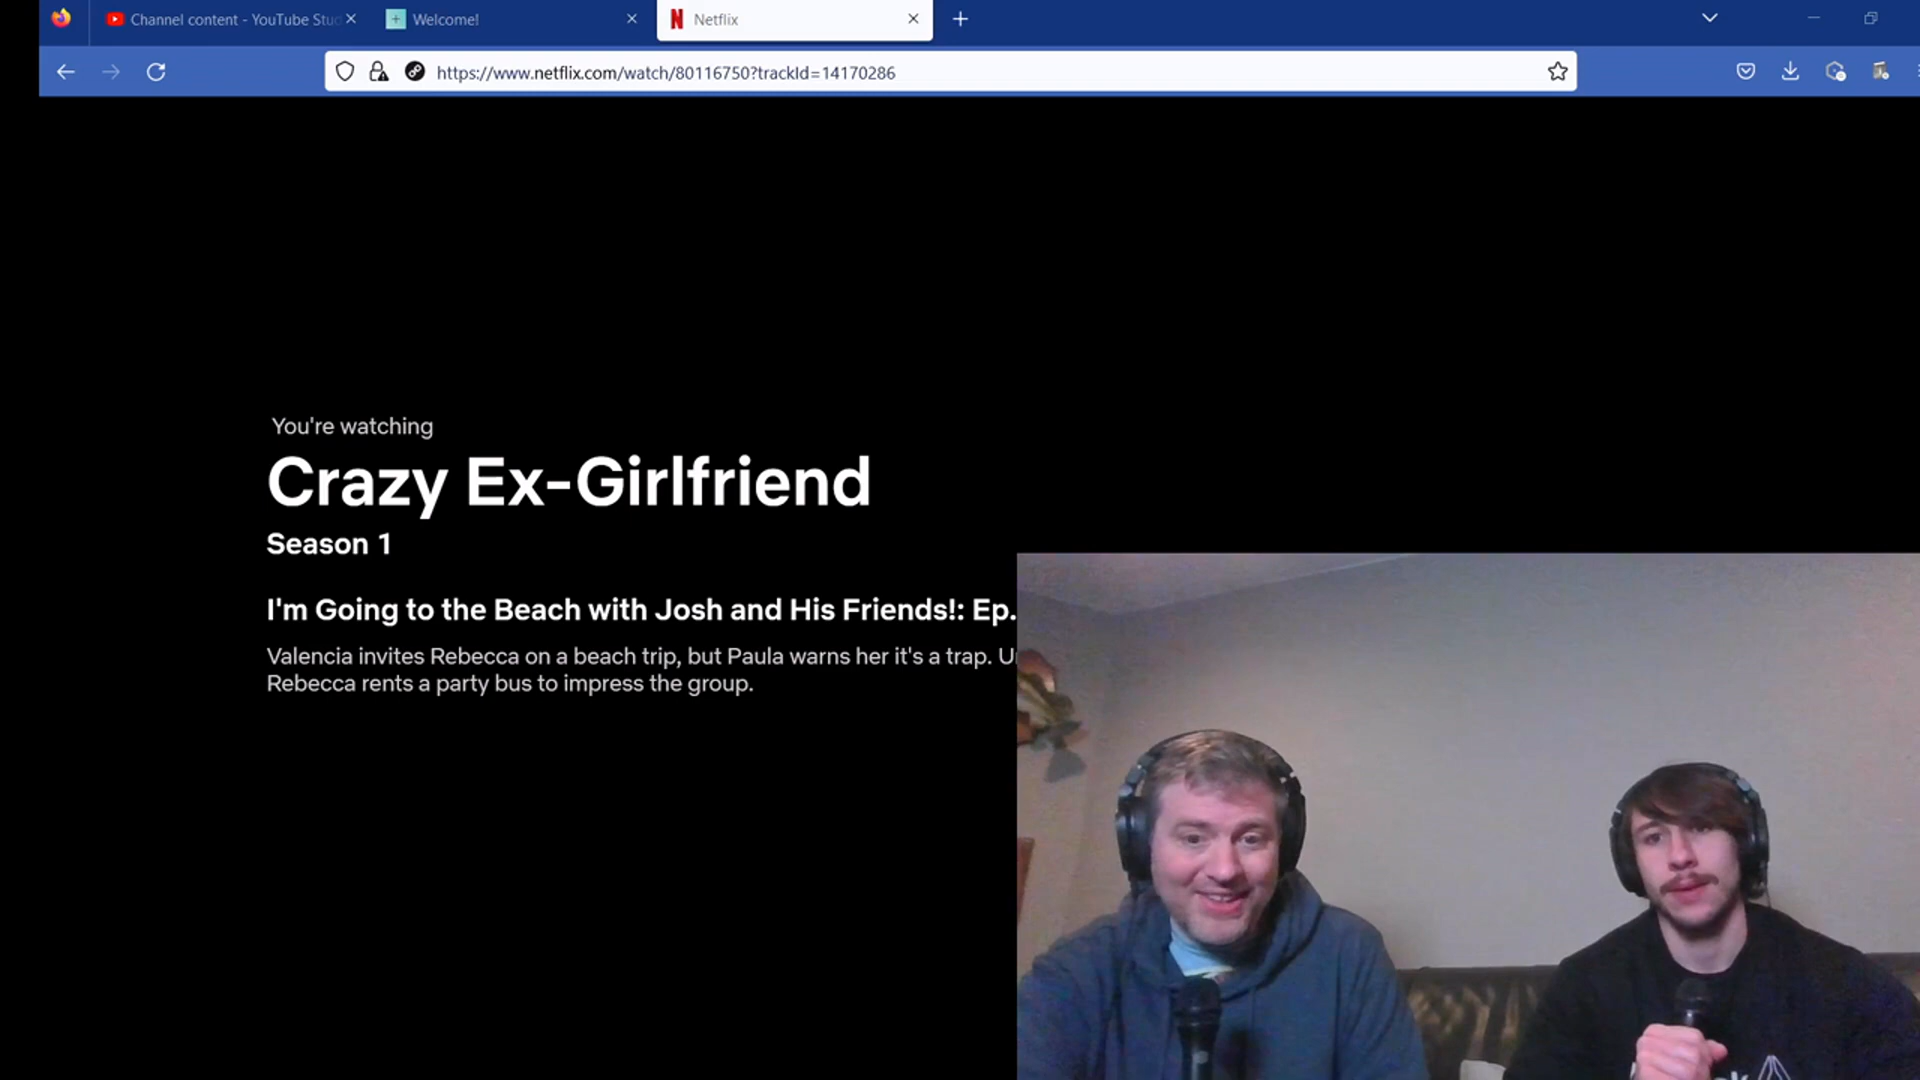 Channel content - YouTube Stu
Welcome!
Netflix
https://www.netflix.com/watch/80116750?trackId=14170286
You're watching
Crazy Ex-Girlfriend
Season 1
I'm Going to the Beach with Josh and His Friends!: Ep.
Valencia invites Rebecca on a beach trip, but Paula warns her it's a trap.
Rebecca rents a party bus to impress the group.